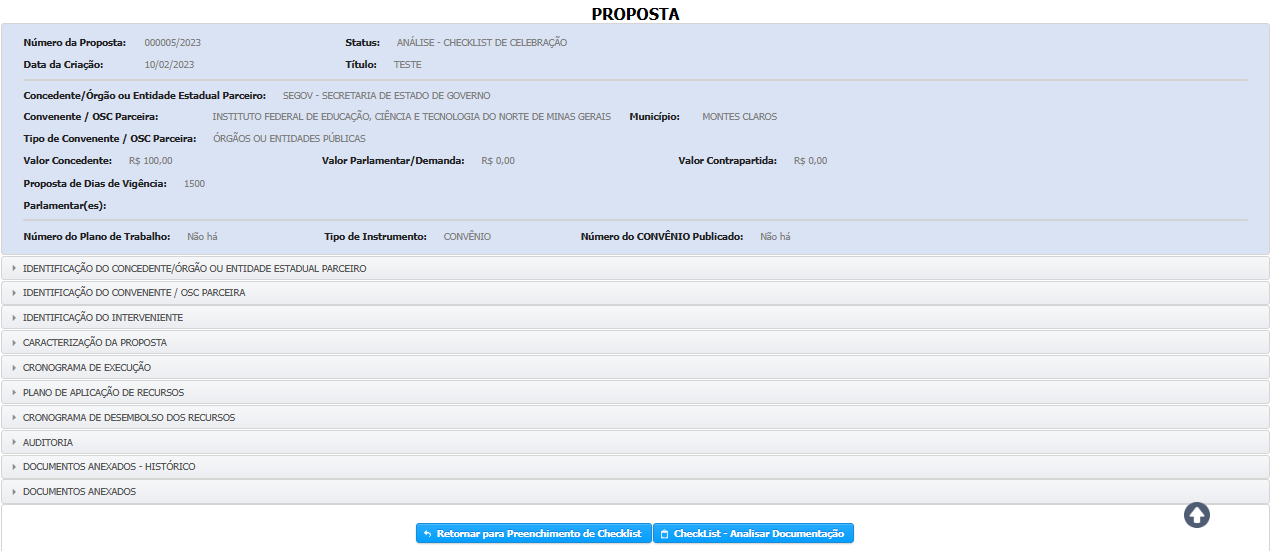 PROPOSTA
Número da Proposta: 000005/2023 Status: ANÁLISE - CHECKLIST DE CELEBRAÇÃO
Data da Criação: 10/02/2023 Título: TESTE
Concedente/Órgão ou Entidade Estadual Parceiro: SEGOV - SECRETARIA DE ESTADO DE GOVERNO
Convenente / OSC Parceira: INSTITUTO FEDERAL DE EDUCAÇÃO, CIÊNCIA E TECNOLOGIA DO NORTE DE MINAS GERAIS Município: MONTES CLAROS
Tipo de Convenente / OSC Parceira: ÓRGÃOS OU ENTIDADES PÚBLICAS
Valor Concedente: R$ 100,00 Valor Parlamentar/Demanda: R$ 0,00 Valor Contrapartida: R$ 0,00
Proposta de Dias de Vigência: 1500
Parlamentar(es):
Número do Plano de Trabalho: Não há Tipo de Instrumento: CONVÊNIO Número do CONVÊNIO Publicado: Não há
IDENTIFICAÇÃO DO CONCEDENTE/ÓRGÃO OU ENTIDADE ESTADUAL PARCEIRO
IDENTIFICAÇÃO DO CONVENENTE / OSC PARCEIRA
IDENTIFICAÇÃO DO INTERVENIENTE
CARACTERIZAÇÃO DA PROPOSTA
CRONOGRAMA DE EXECUÇÃO
PLANO DE APLICAÇÃO DE RECURSOS
CRONOGRAMA DE DESEMBOLSO DOS RECURSOS
AUDITORIA
DOCUMENTOS ANEXADOS - HISTÓRICO
DOCUMENTOS ANEXADOS
Retornar para Preenchimento de Checklist CheckList - Analisar Documentação